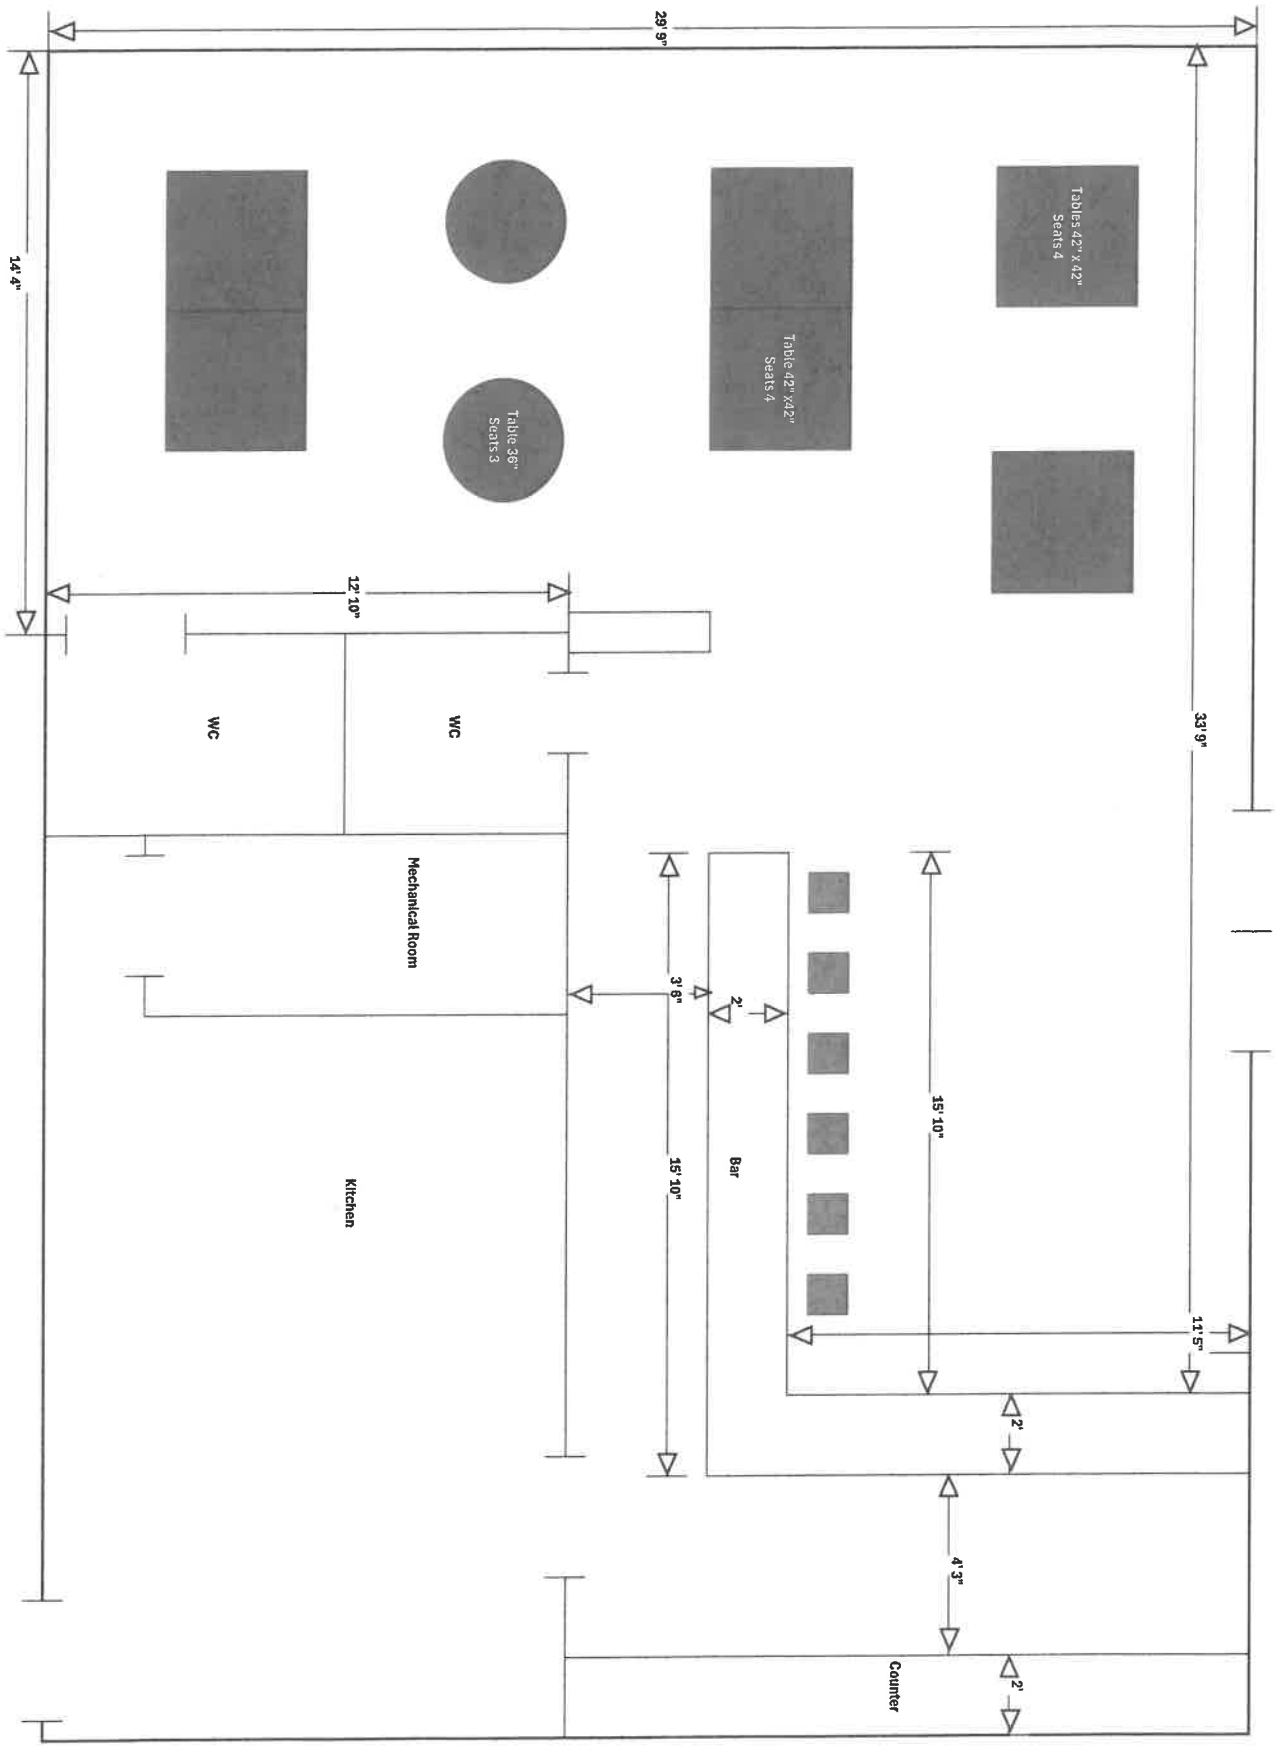 29' 9"
14' 4"
Tables 42" x 42"
Seats 4
Table 42" x42"
Seats 4
Table 36"
Seats 3
12' 10"
33' 9"
WC
WC
Mechanical Room
3' 6"
2'
15' 10"
15' 10"
Bar
Kitchen
11' 5"
2'
4' 3"
2'
Counter